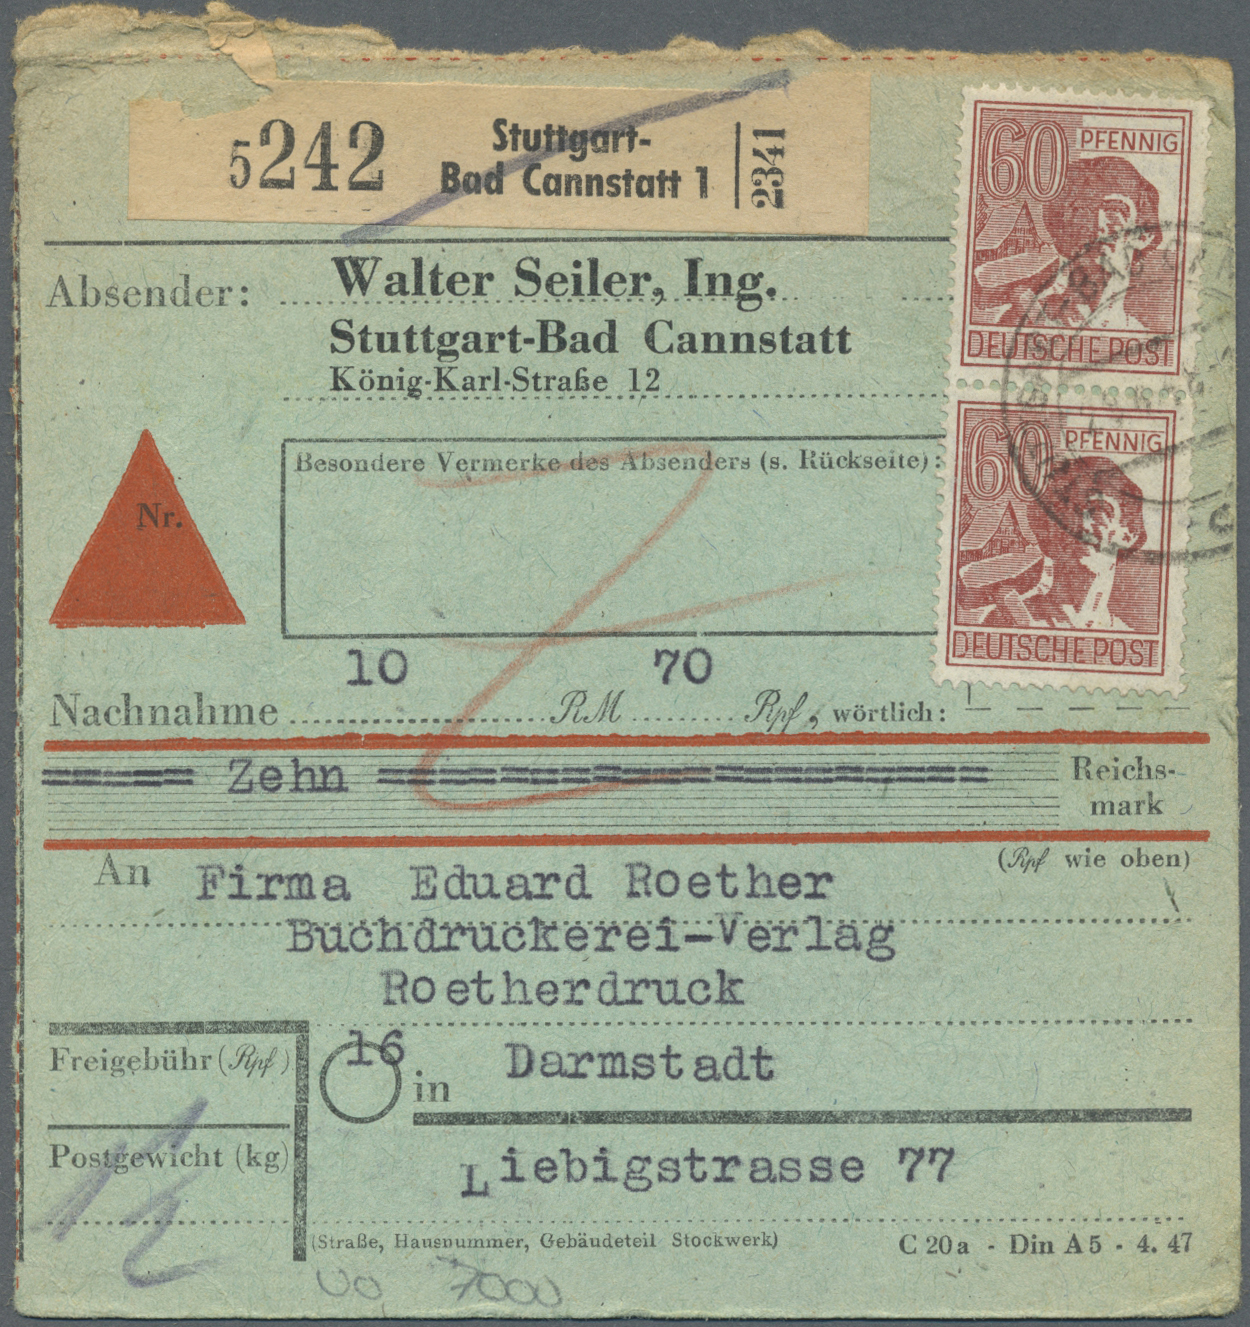 5242 Stuttgart-
Bad Cannstatt 1
2341
60 PFENNIG
DEUTSCHE POST
60 PFENNIG
DEUTSCHE POST
Absender: Walter Seiler, Ing.
Stuttgart-Bad Cannstatt
König-Karl-Straße 12
Besondere Vermerke des Absenders (s. Rückseite):
Nr.
10 70
Nachnahme RM Rpf, wörtlich:
===== Zehn ==================== Reichs-
mark
(Rpf wie oben)
An Firma Eduard Roether
Buchdruckerei-Verlag
Roetherdruck
Freigebühr (Rpf)
16 in Darmstadt
Postgewicht (kg)
Liebigstrasse 77
(Straße, Hausnummer, Gebäudeteil Stockwerk)
C 20a - Din A5 - 4. 47
7000